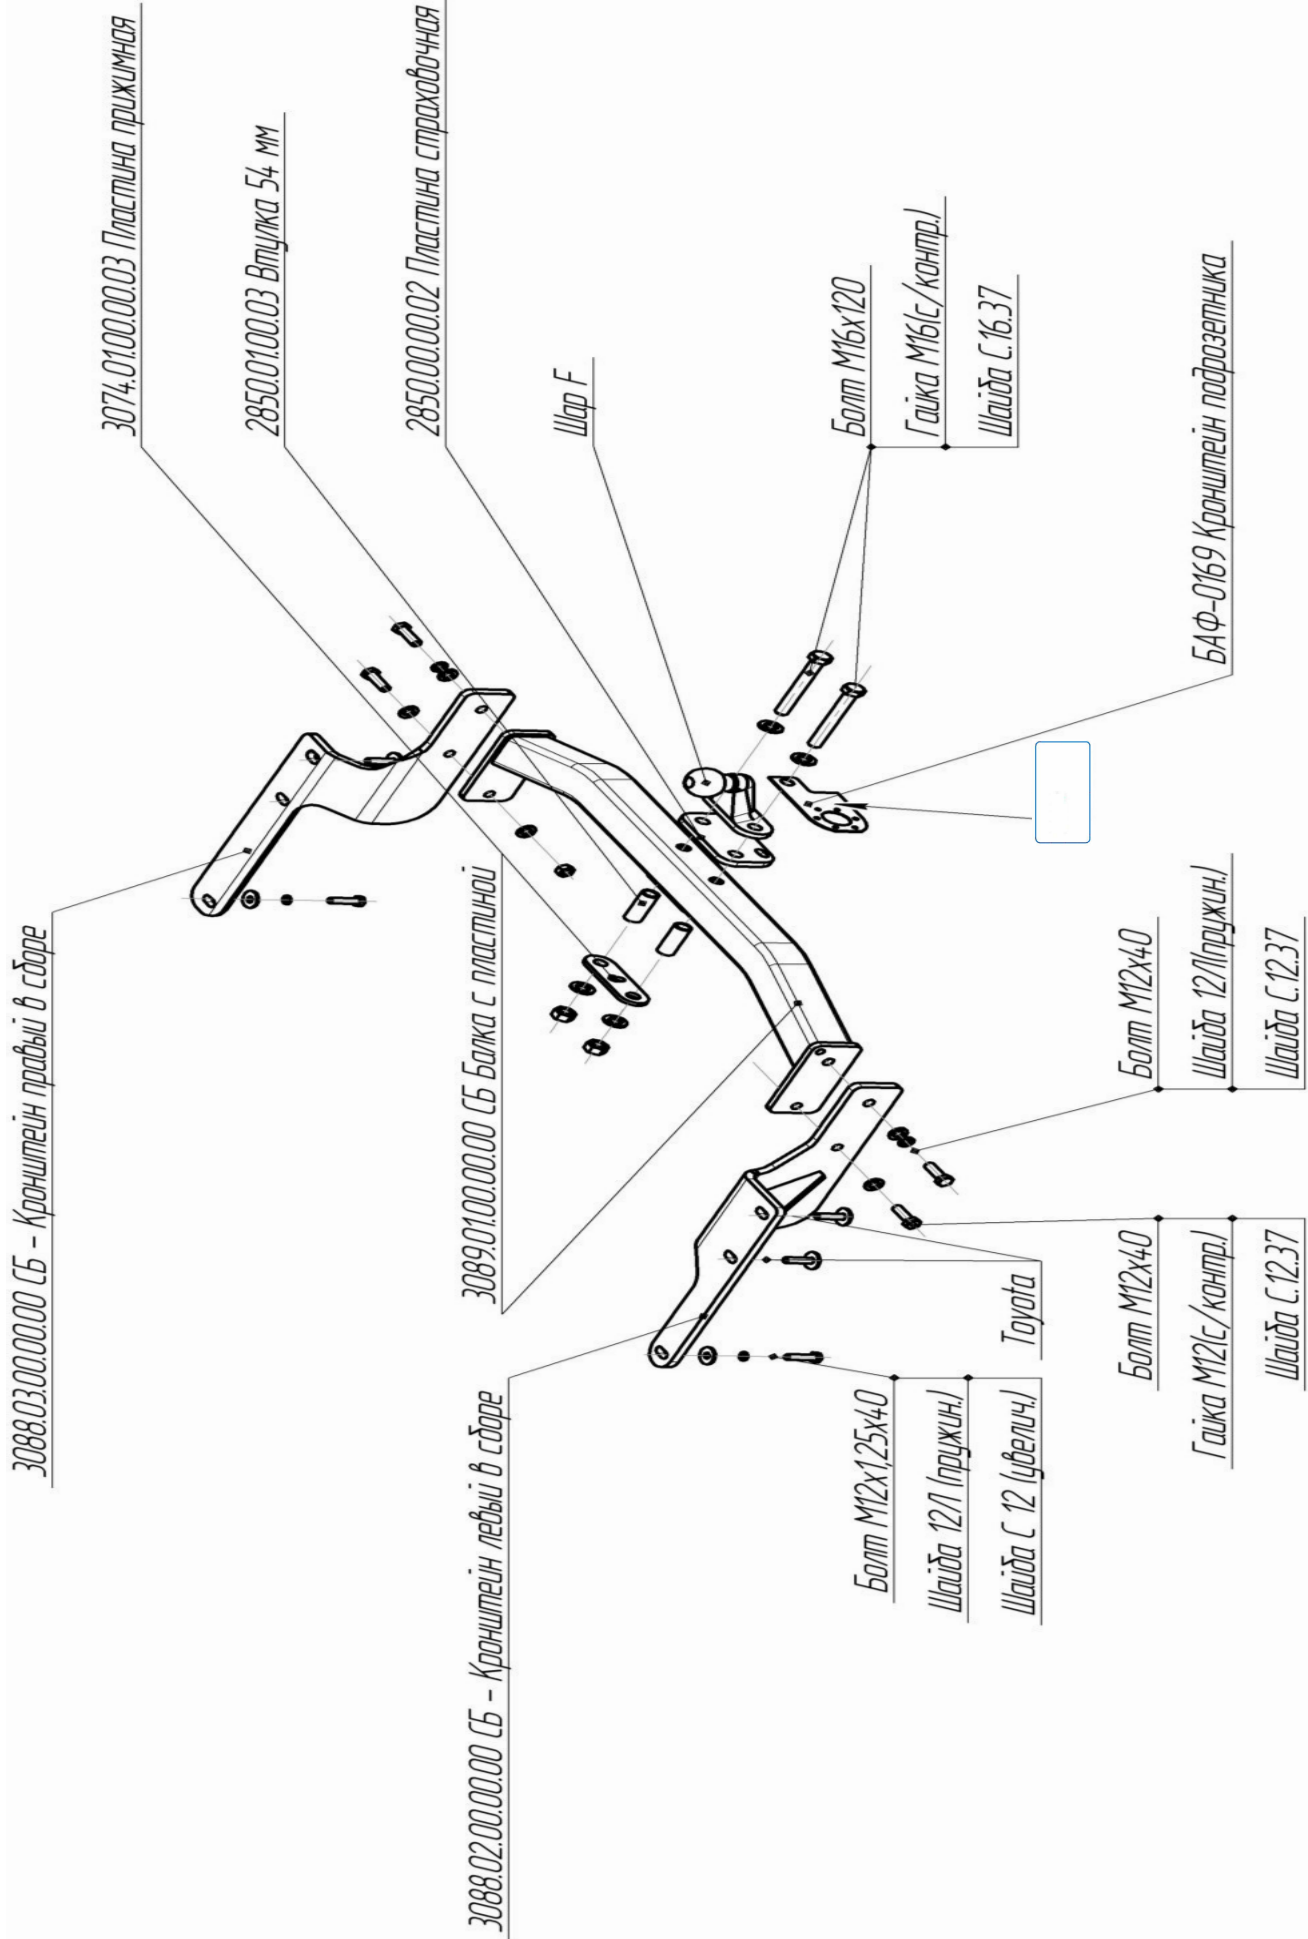 3088.03.00.00.00 СБ – Кронштейн правый в сборе
3074.01.00.00.03 Пластина прижимная
2850.01.00.03 Втулка 54 мм
2850.00.00.02 Пластина страховочная
3089.01.00.00.00 СБ Балка с пластиной
3088.02.00.00.00 СБ – Кронштейн левый в сборе
Шар F
Болт М16х120
Гайка М16(с/контр.)
Шайба С.16.37
БАФ-0169 Кронштейн подрозетника
Болт М12х1,25х40
Шайба 12Л (пружин.)
Шайба С 12 (увелич.)
Toyota
Болт М12х40
Шайба 12Л(пружин.)
Шайба С.12.37
Болт М12х40
Гайка М12(с/контр.)
Шайба С.12.37